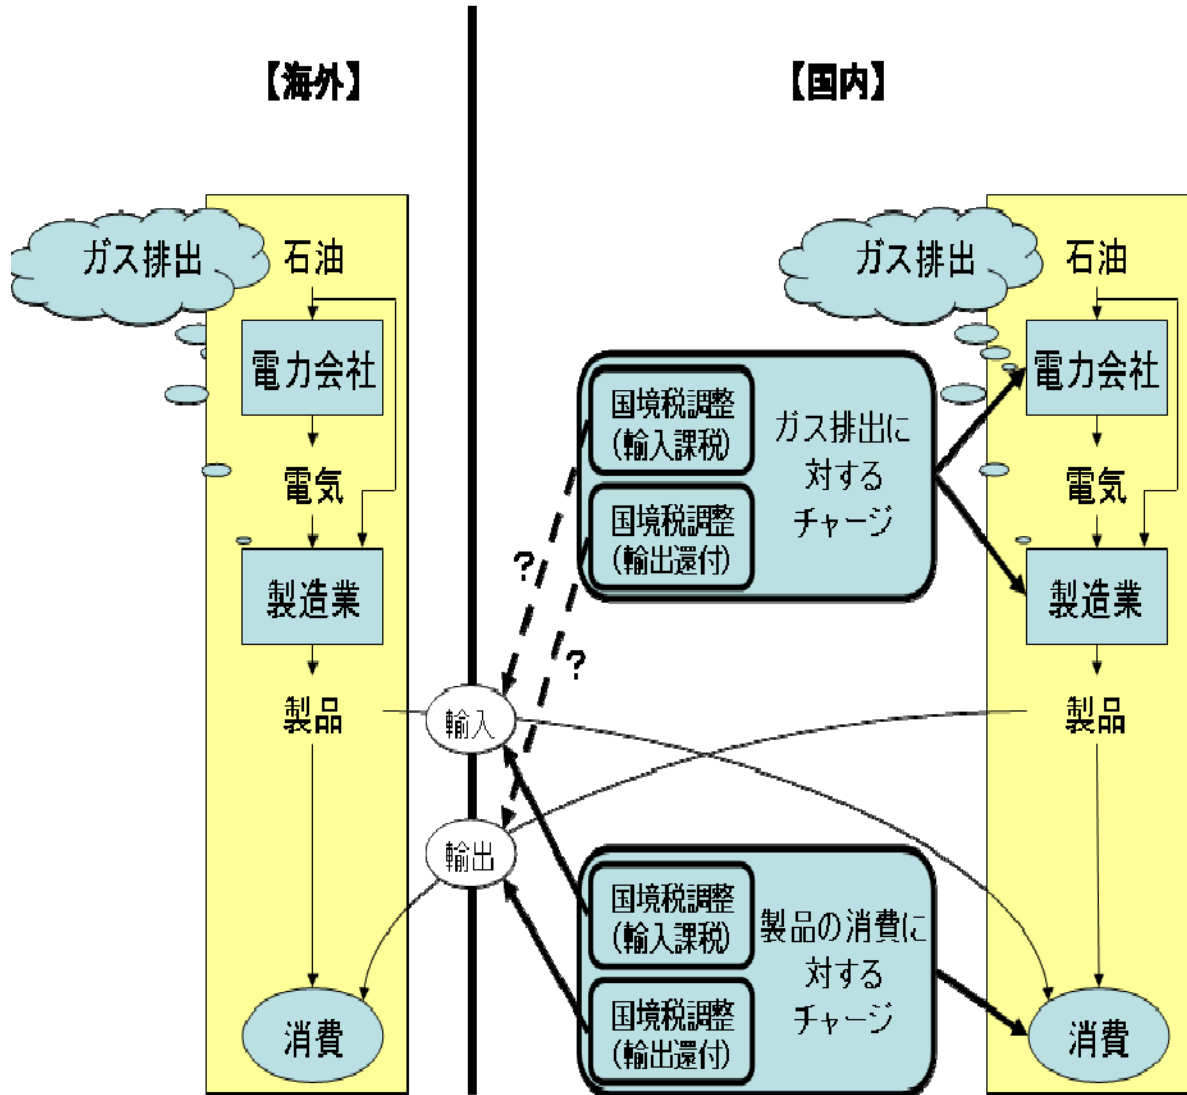 【海外】
【国内】
ガス排出
石油
電力会社
電気
製造業
製品
消費
輸入
輸出
?
?
国境税調整
(輸入課税)
国境税調整
(輸出還付)
ガス排出に
対する
チャージ
国境税調整
(輸入課税)
国境税調整
(輸出還付)
製品の消費に
対する
チャージ
ガス排出
石油
電力会社
電気
製造業
製品
消費